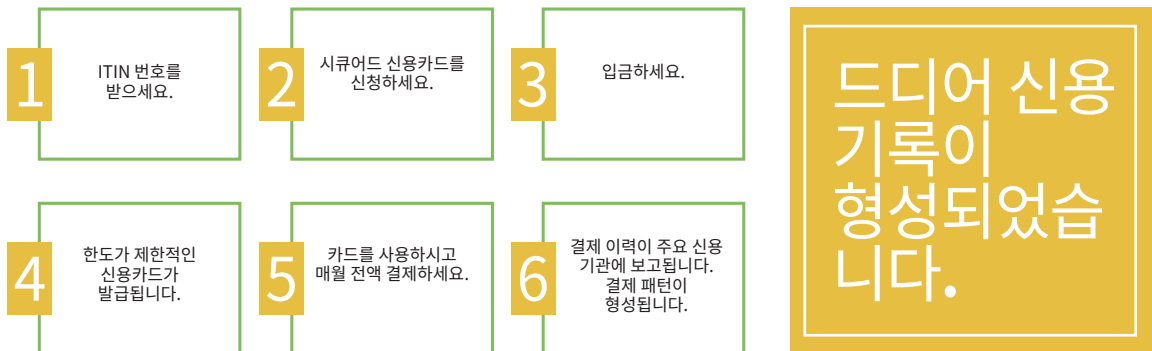 1
ITIN 번호를
받으세요.
2
시큐어드 신용카드를
신청하세요.
3
입금하세요.
4
한도가 제한적인
신용카드가
발급됩니다.
5
카드를 사용하시고
매월 전액 결제하세요.
6
결제 이력이 주요 신용
기관에 보고됩니다.
결제 패턴이
형성됩니다.
드디어 신용
기록이
형성되었습
니다.